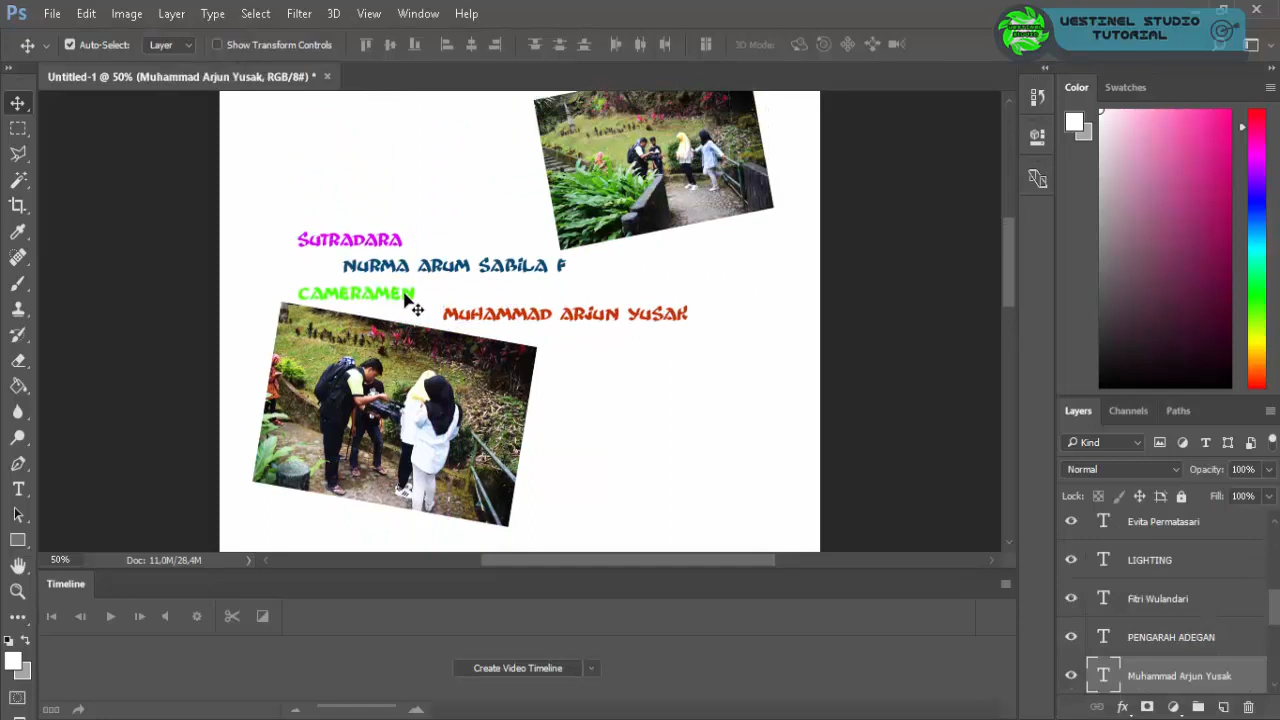 Ps File Edit Image Layer Type Select Filter 3D View Window Help
VESTINEL STUDIO
TUTORIAL
Auto-Select: Layer Show Transform Controls 3D Mode:
Untitled-1 @ 50% (Muhammad Arjun Yusak, RGB/8#) *
Color Swatches
SUTRADARA
NURMA ARUM SABILA F
CAMERAMEN
MUHAMMAD ARJUN YUSAK
Layers Channels Paths
Kind
Normal Opacity: 100%
Lock: Fill: 100%
Evita Permatasari
LIGHTING
Fitri Wulandari
PENGARAH ADEGAN
Muhammad Arjun Yusak
50% Doc: 11,0M/28,4M
Timeline
Create Video Timeline